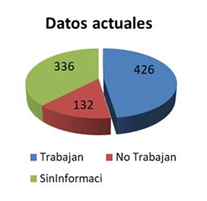 Datos actuales
336
426
132
Trabajan
No Trabajan
SinInformaci